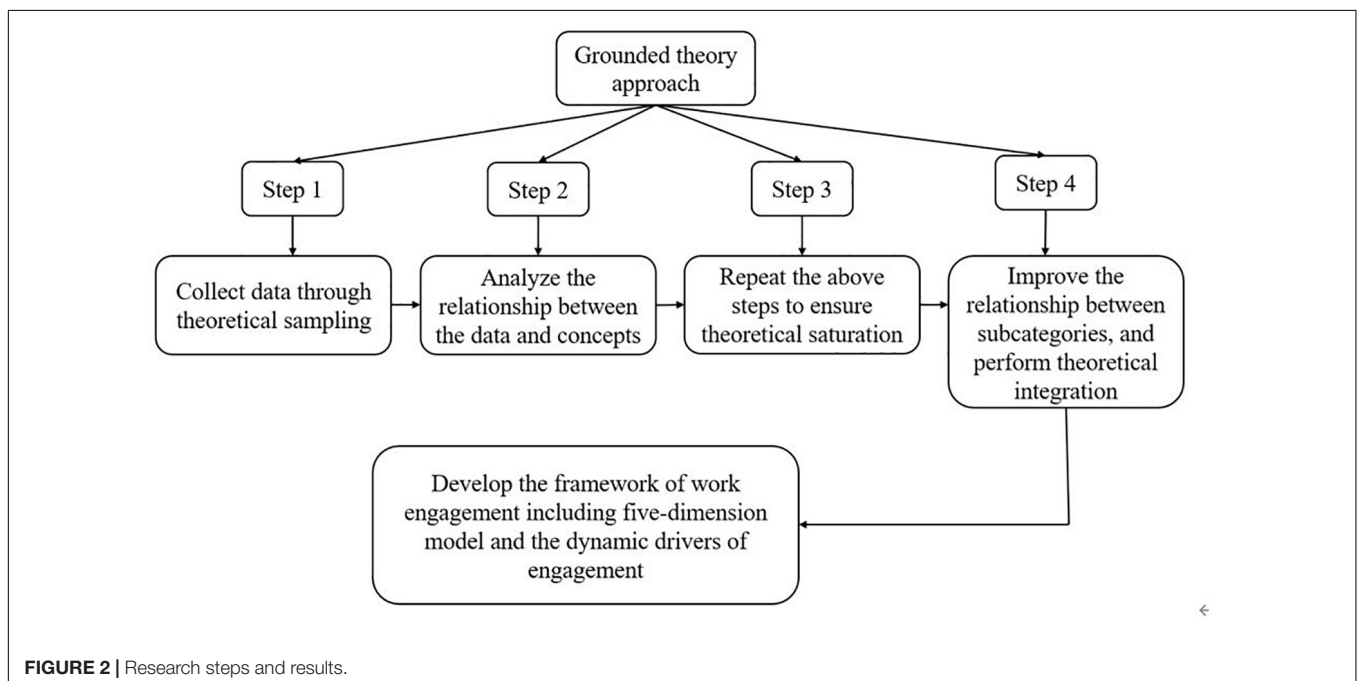 Grounded theory
approach
Step 1
Step 2
Step 3
Step 4
Collect data through
theoretical sampling
Analyze the
relationship between
the data and concepts
Repeat the above
steps to ensure
theoretical saturation
Improve the
relationship between
subcategories, and
perform theoretical
integration
Develop the framework of work
engagement including five-dimension
model and the dynamic drivers of
engagement
FIGURE 2 | Research steps and results.